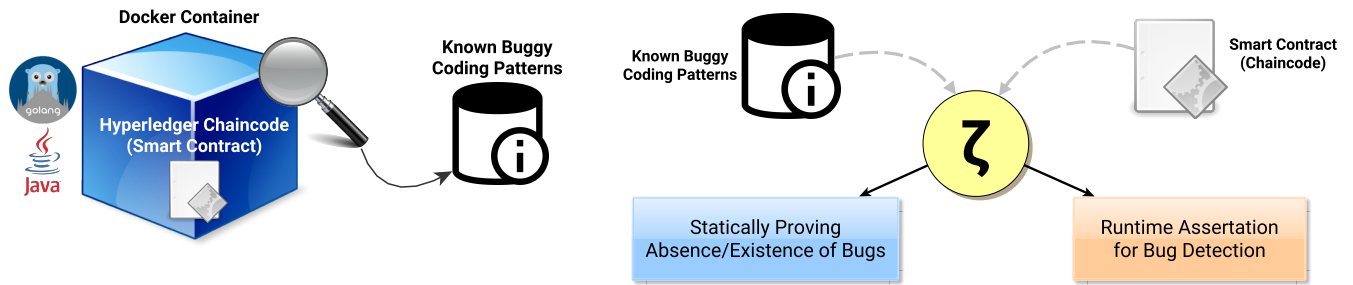 Docker Container
golang
Java
Hyperledger Chaincode
(Smart Contract)
Known Buggy
Coding Patterns
i
Known Buggy
Coding Patterns
i
Smart Contract
(Chaincode)
ζ
Statically Proving
Absence/Existence of Bugs
Runtime Assertation
for Bug Detection